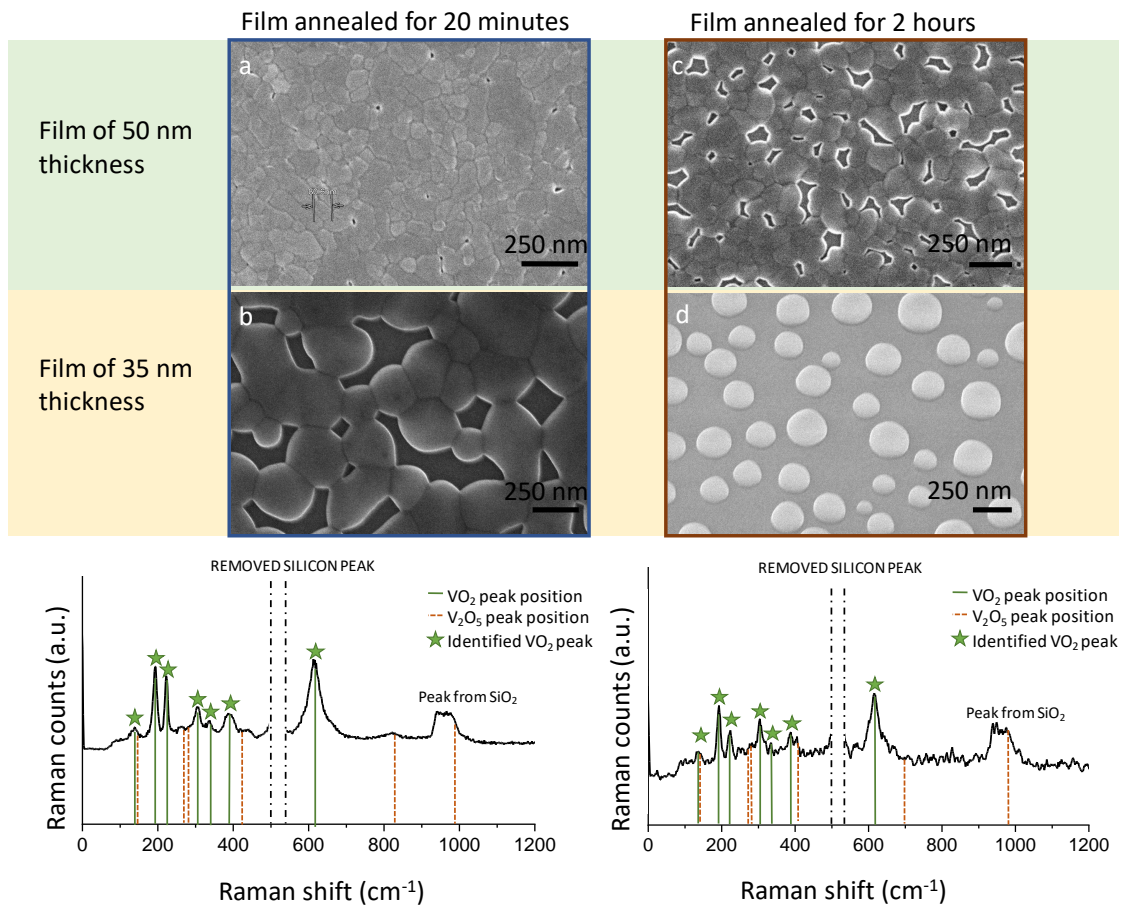 Film annealed for 20 minutes
Film annealed for 2 hours
Film of 50 nm
thickness
a
250 nm
c
250 nm
Film of 35 nm
thickness
b
250 nm
d
250 nm
REMOVED SILICON PEAK
VO₂ peak position
V₂O₅ peak position
Identified VO₂ peak
Peak from SiO₂
Raman counts (a.u.)
0 200 400 600 800 1000 1200
Raman shift (cm⁻¹)
REMOVED SILICON PEAK
VO₂ peak position
V₂O₅ peak position
Identified VO₂ peak
Peak from SiO₂
Raman counts (a.u.)
0 200 400 600 800 1000 1200
Raman shift (cm⁻¹)